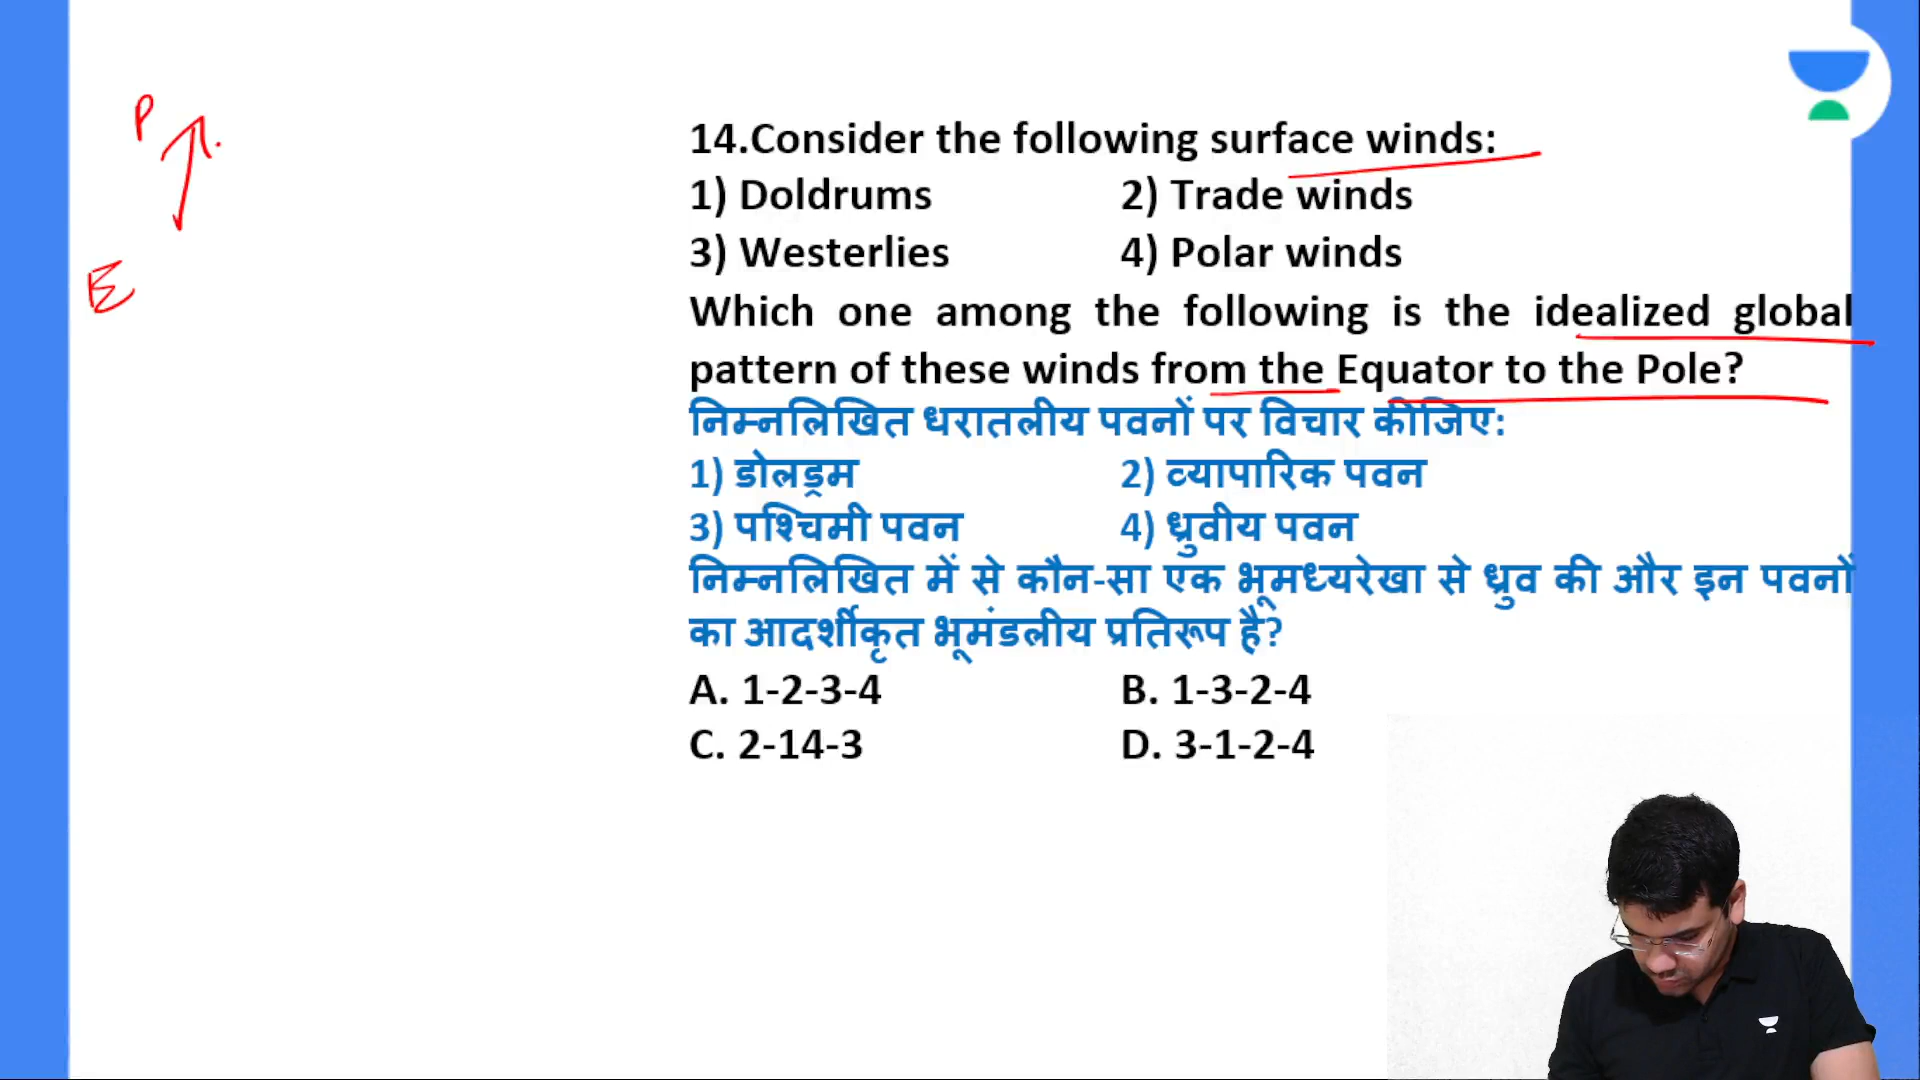 P
E
14.Consider the following surface winds:
1) Doldrums 2) Trade winds
3) Westerlies 4) Polar winds
Which one among the following is the idealized global
pattern of these winds from the Equator to the Pole?
निम्नलिखित धरातलीय पवनों पर विचार कीजिए:
1) डोलड्रम 2) व्यापारिक पवन
3) पश्चिमी पवन 4) ध्रुवीय पवन
निम्नलिखित में से कौन-सा एक भूमध्यरेखा से ध्रुव की और इन पवनों
का आदर्शीकृत भूमंडलीय प्रतिरूप है?
A. 1-2-3-4 B. 1-3-2-4
C. 2-14-3 D. 3-1-2-4